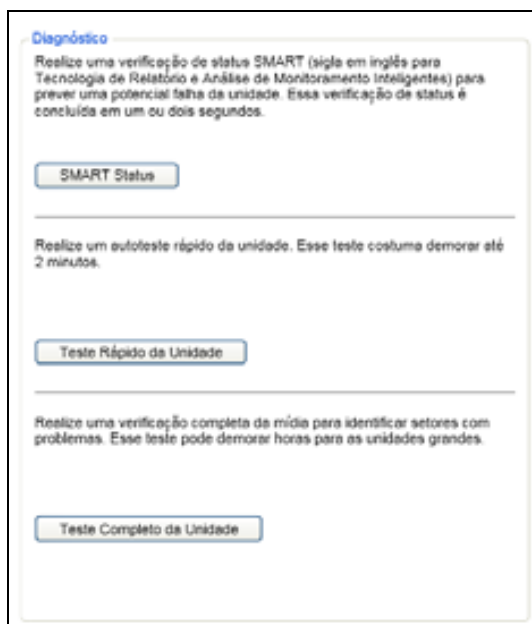 Diagnóstico
Realize uma verificação de status SMART (sigla em inglês para
Tecnologia de Relatório e Análise de Monitoramento Inteligentes) para
prever uma potencial falha da unidade. Essa verificação de status é
concluída em um ou dois segundos.
SMART Status
Realize um autoteste rápido da unidade. Esse teste costuma demorar até
2 minutos.
Teste Rápido da Unidade
Realize uma verificação completa da mídia para identificar setores com
problemas. Esse teste pode demorar horas para as unidades grandes.
Teste Completo da Unidade